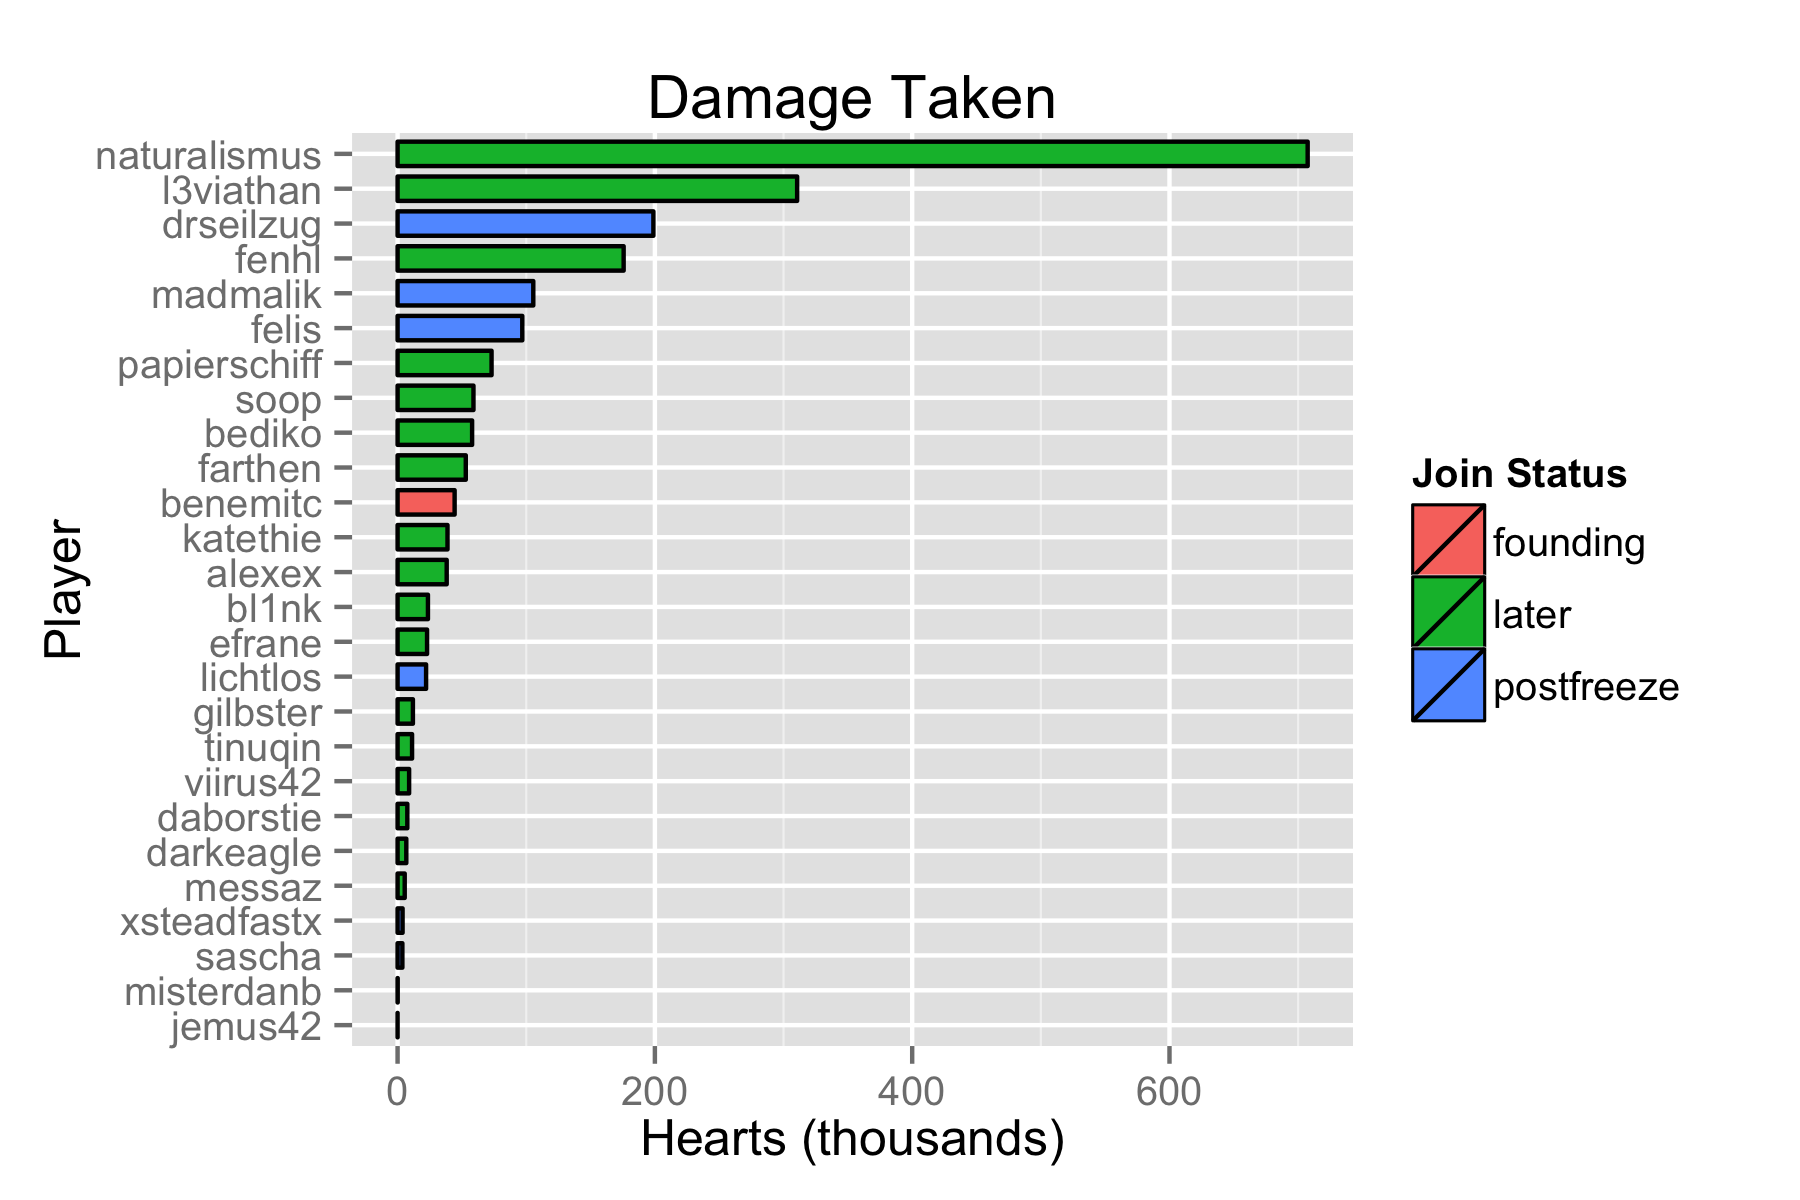 Damage Taken
naturalismus
l3viathan
drseilzug
fenhl
madmalik
felis
papierschiff
soop
bediko
farthen
benemitc
katethie
alexex
bl1nk
efrane
lichtlos
gilbster
tinuqin
viirus42
daborstie
darkeagle
messaz
xsteadfastx
sascha
misterdanb
jemus42
Player
0 200 400 600
Hearts (thousands)
Join Status
founding
later
postfreeze